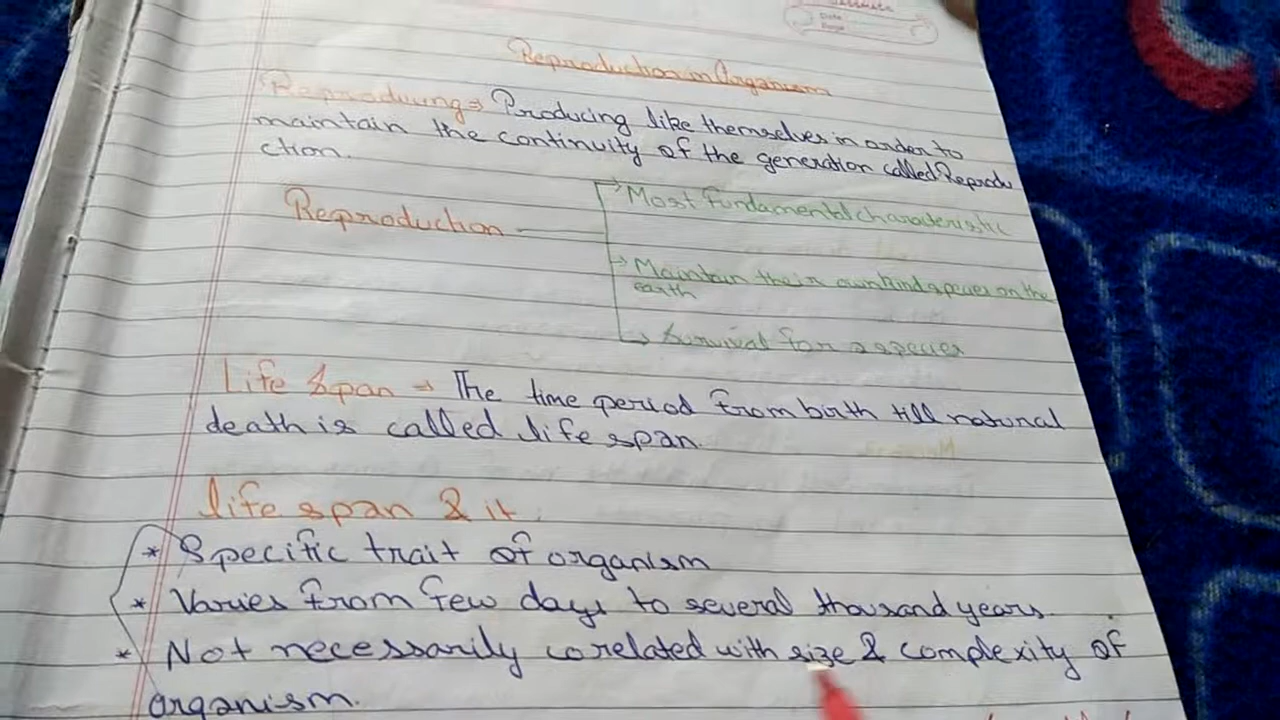 Date
Page
Reproduction in Organism
Reproduung → Producing like themselves in order to
maintain the continuity of the generation called Reprodu
ction.
Reproduction
→ Most Fundamental characteristic
→ Maintain their own kind species on the
earth
→ Survival for a species
Life Span → The time period from birth till natural
death is called life span.
life span & it
* Specific trait of organism
* Varies from few days to several thousand years.
* Not necessarily corelated with size & complexity of
organism.